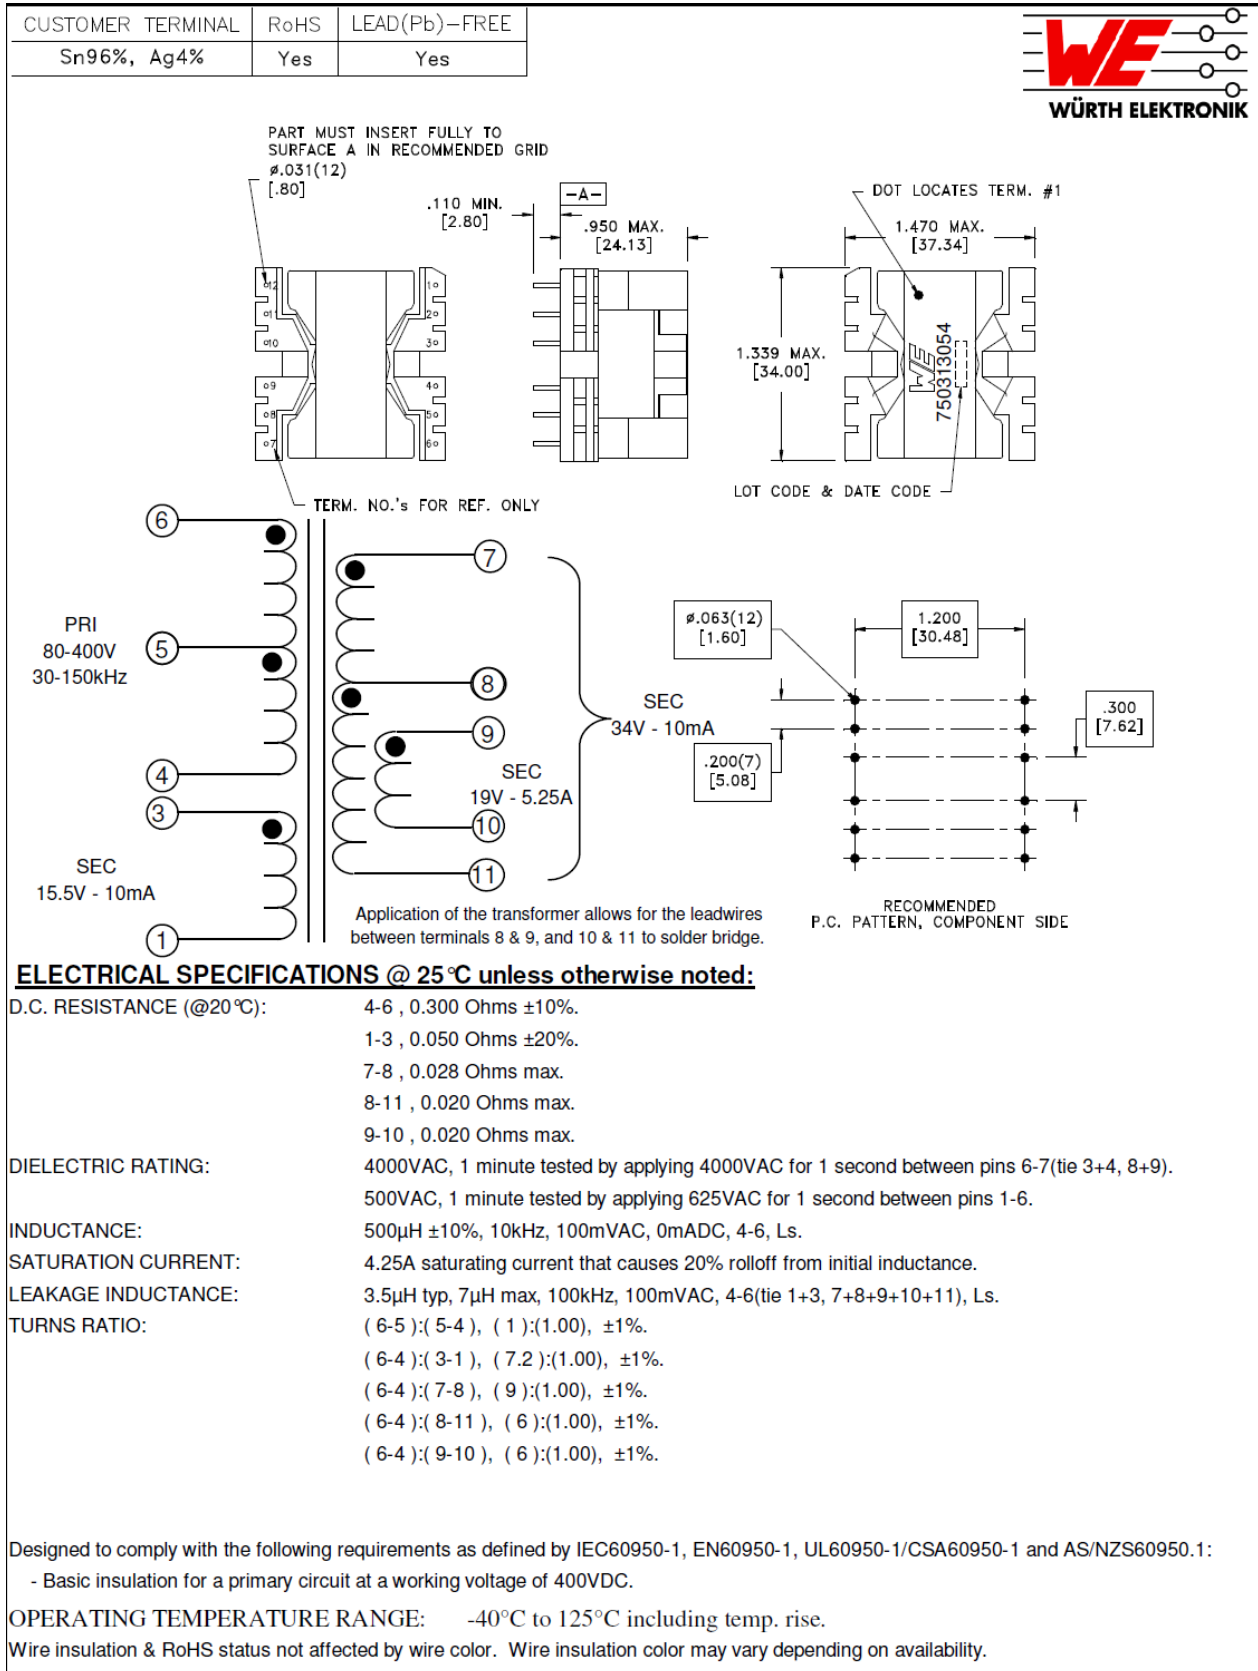 CUSTOMER TERMINAL RoHS LEAD(Pb)-FREE
Sn96%, Ag4% Yes Yes
WE
WÜRTH ELEKTRONIK
PART MUST INSERT FULLY TO
SURFACE A IN RECOMMENDED GRID
ø.031(12)
[.80]
.110 MIN.
[2.80]
-A-
.950 MAX.
[24.13]
DOT LOCATES TERM. #1
1.470 MAX.
[37.34]
12 1
11 2
10 3
9 4
8 5
7 6
1.339 MAX.
[34.00]
WE
750313054
LOT CODE & DATE CODE
TERM. NO.'s FOR REF. ONLY
6
7
PRI
80-400V
30-150kHz
5
8
9
4
3
SEC
19V - 5.25A
10
11
SEC
34V - 10mA
SEC
15.5V - 10mA
1
ø.063(12)
[1.60]
1.200
[30.48]
.300
[7.62]
.200(7)
[5.08]
RECOMMENDED
P.C. PATTERN, COMPONENT SIDE
Application of the transformer allows for the leadwires
between terminals 8 & 9, and 10 & 11 to solder bridge.
ELECTRICAL SPECIFICATIONS @ 25°C unless otherwise noted:
D.C. RESISTANCE (@20°C): 4-6 , 0.300 Ohms ±10%.
1-3 , 0.050 Ohms ±20%.
7-8 , 0.028 Ohms max.
8-11 , 0.020 Ohms max.
9-10 , 0.020 Ohms max.
DIELECTRIC RATING: 4000VAC, 1 minute tested by applying 4000VAC for 1 second between pins 6-7(tie 3+4, 8+9).
500VAC, 1 minute tested by applying 625VAC for 1 second between pins 1-6.
INDUCTANCE: 500µH ±10%, 10kHz, 100mVAC, 0mADC, 4-6, Ls.
SATURATION CURRENT: 4.25A saturating current that causes 20% rolloff from initial inductance.
LEAKAGE INDUCTANCE: 3.5µH typ, 7µH max, 100kHz, 100mVAC, 4-6(tie 1+3, 7+8+9+10+11), Ls.
TURNS RATIO: ( 6-5 ):( 5-4 ), ( 1 ):(1.00), ±1%.
( 6-4 ):( 3-1 ), ( 7.2 ):(1.00), ±1%.
( 6-4 ):( 7-8 ), ( 9 ):(1.00), ±1%.
( 6-4 ):( 8-11 ), ( 6 ):(1.00), ±1%.
( 6-4 ):( 9-10 ), ( 6 ):(1.00), ±1%.
Designed to comply with the following requirements as defined by IEC60950-1, EN60950-1, UL60950-1/CSA60950-1 and AS/NZS60950.1:
- Basic insulation for a primary circuit at a working voltage of 400VDC.
OPERATING TEMPERATURE RANGE: -40°C to 125°C including temp. rise.
Wire insulation & RoHS status not affected by wire color. Wire insulation color may vary depending on availability.